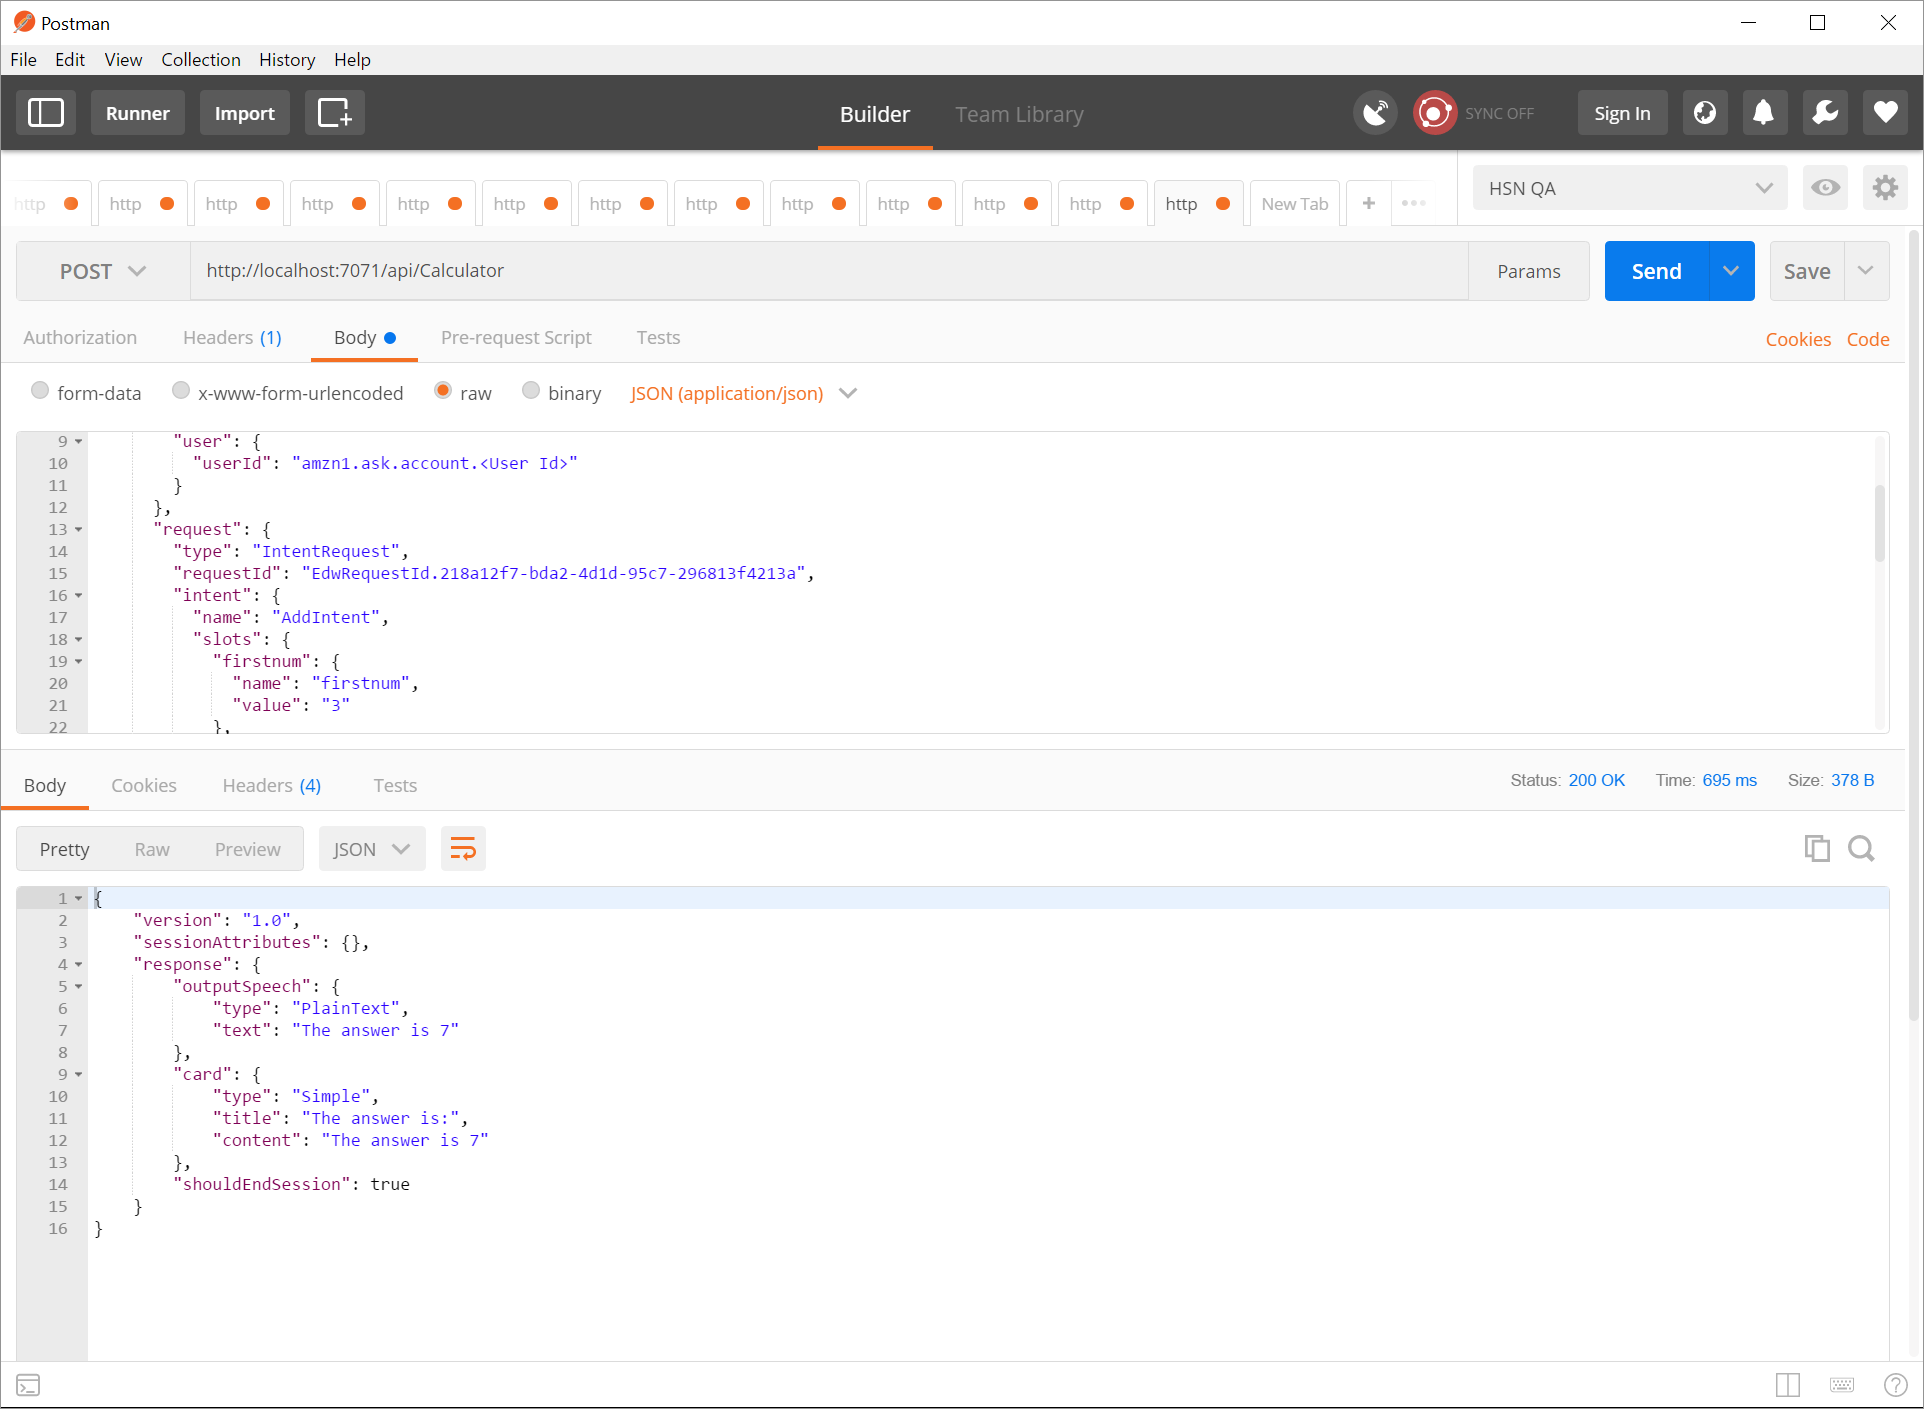 Postman
File Edit View Collection History Help
Runner Import Builder Team Library SYNC OFF Sign In
http http http http http http http http http http http http http New Tab + HSN QA
POST http://localhost:7071/api/Calculator Params Send Save
Authorization Headers (1) Body Pre-request Script Tests Cookies Code
form-data x-www-form-urlencoded raw binary JSON (application/json)
9 "user": {
10 "userId": "amzn1.ask.account.<User Id>"
11 }
12 },
13 "request": {
14 "type": "IntentRequest",
15 "requestId": "EdwRequestId.218a12f7-bda2-4d1d-95c7-296813f4213a",
16 "intent": {
17 "name": "AddIntent",
18 "slots": {
19 "firstnum": {
20 "name": "firstnum",
21 "value": "3"
22 },
Body Cookies Headers (4) Tests Status: 200 OK Time: 695 ms Size: 378 B
Pretty Raw Preview JSON
1 {
2 "version": "1.0",
3 "sessionAttributes": {},
4 "response": {
5 "outputSpeech": {
6 "type": "PlainText",
7 "text": "The answer is 7"
8 },
9 "card": {
10 "type": "Simple",
11 "title": "The answer is:",
12 "content": "The answer is 7"
13 },
14 "shouldEndSession": true
15 }
16 }